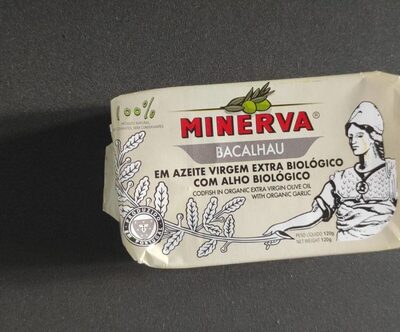 100%
MINERVA®
BACALHAU
EM AZEITE VIRGEM EXTRA BIOLÓGICO
COM ALHO BIOLÓGICO
CODFISH IN ORGANIC EXTRA VIRGIN OLIVE OIL
WITH ORGANIC GARLIC
PESO LÍQUIDO 120g
NET WEIGHT 120g